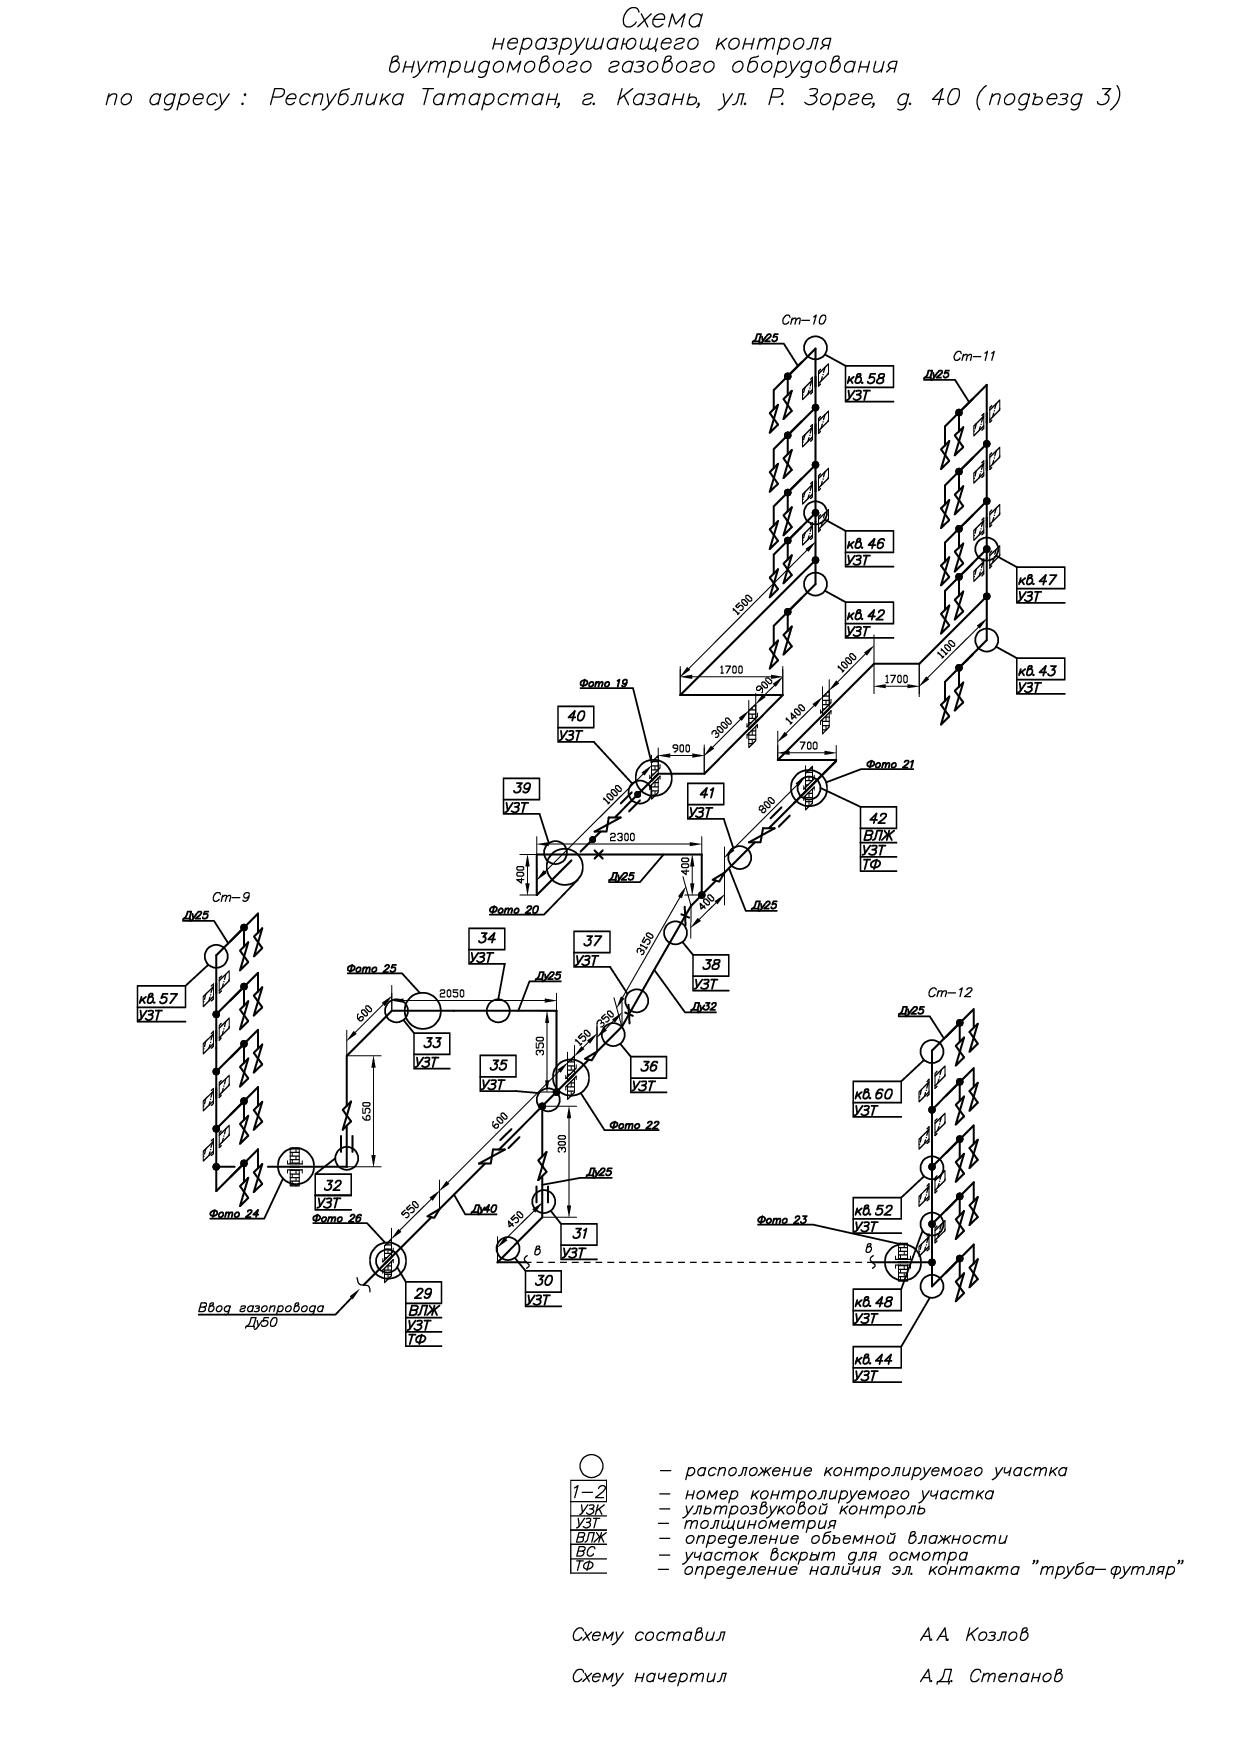 Схема
неразрушающего контроля
внутридомового газового оборудования
по адресу : Республика Татарстан, г. Казань, ул. Р. Зорге, д. 40 (подъезд 3)
Ст-10
Ду25
кв. 58
УЗТ
Ст-11
Ду25
кв. 46
УЗТ
кв. 47
УЗТ
1500
кв. 42
УЗТ
1000
1100
кв. 43
УЗТ
1700
1700
900
Фото 19
40
УЗТ
3000
1400
900
700
Фото 21
39
УЗТ
1000
41
УЗТ
800
42
ВЛЖ
УЗТ
ТФ
2300
400
Ду25
400
400
Ду25
Фото 20
Ст-9
Ду25
34
УЗТ
37
УЗТ
3150
38
УЗТ
Фото 25
2050
Ду25
Ду32
кв. 57
УЗТ
600
33
УЗТ
350
150
350
36
УЗТ
35
УЗТ
Ст-12
Ду25
650
600
Фото 22
кв. 60
УЗТ
300
32
УЗТ
Ду25
Фото 24
Фото 26
550
Ду40
450
31
УЗТ
в
30
УЗТ
Фото 23
в
кв. 52
УЗТ
29
ВЛЖ
УЗТ
ТФ
Ввод газопровода
Ду50
кв. 48
УЗТ
кв. 44
УЗТ
– расположение контролируемого участка
1-2 – номер контролируемого участка
УЗК – ультрозвуковой контроль
УЗТ – толщинометрия
ВЛЖ – определение объемной влажности
ВС – участок вскрыт для осмотра
ТФ – определение наличия эл. контакта "труба-футляр"
Схему составил А.А. Козлов
Схему начертил А.Д. Степанов